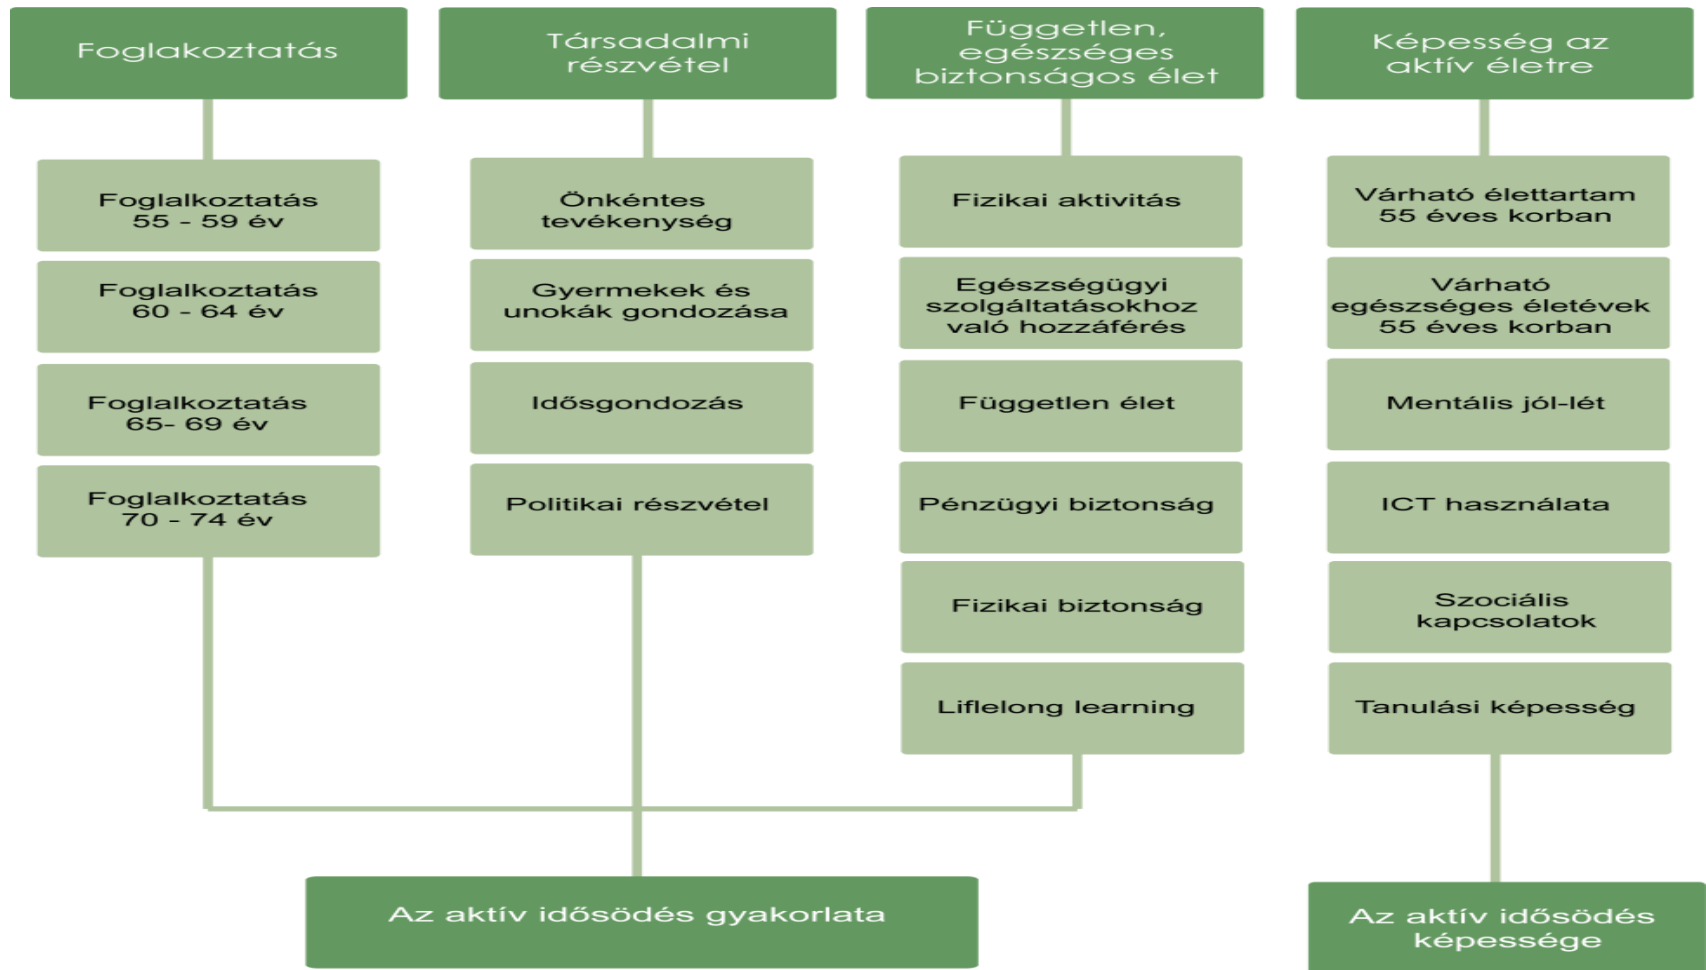 Foglakoztatás
Foglalkoztatás
55 - 59 év
Foglalkoztatás
60 - 64 év
Foglalkoztatás
65- 69 év
Foglalkoztatás
70 - 74 év
Társadalmi
részvétel
Önkéntes
tevékenység
Gyermekek és
unokák gondozása
Idősgondozás
Politikai részvétel
Független,
egészséges
biztonságos élet
Fizikai aktivitás
Egészségügyi
szolgáltatásokhoz
való hozzáférés
Független élet
Pénzügyi biztonság
Fizikai biztonság
Liflelong learning
Képesség az
aktív életre
Várható élettartam
55 éves korban
Várható
egészséges életévek
55 éves korban
Mentális jól-lét
ICT használata
Szociális
kapcsolatok
Tanulási képesség
Az aktív idősödés gyakorlata
Az aktív idősödés
képessége